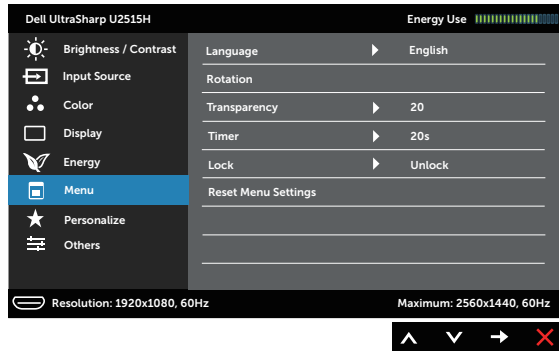 Dell UltraSharp U2515H Energy Use
Brightness / Contrast
Input Source
Color
Display
Energy
Menu
Personalize
Others
Language English
Rotation
Transparency 20
Timer 20s
Lock Unlock
Reset Menu Settings
Resolution: 1920x1080, 60Hz Maximum: 2560x1440, 60Hz